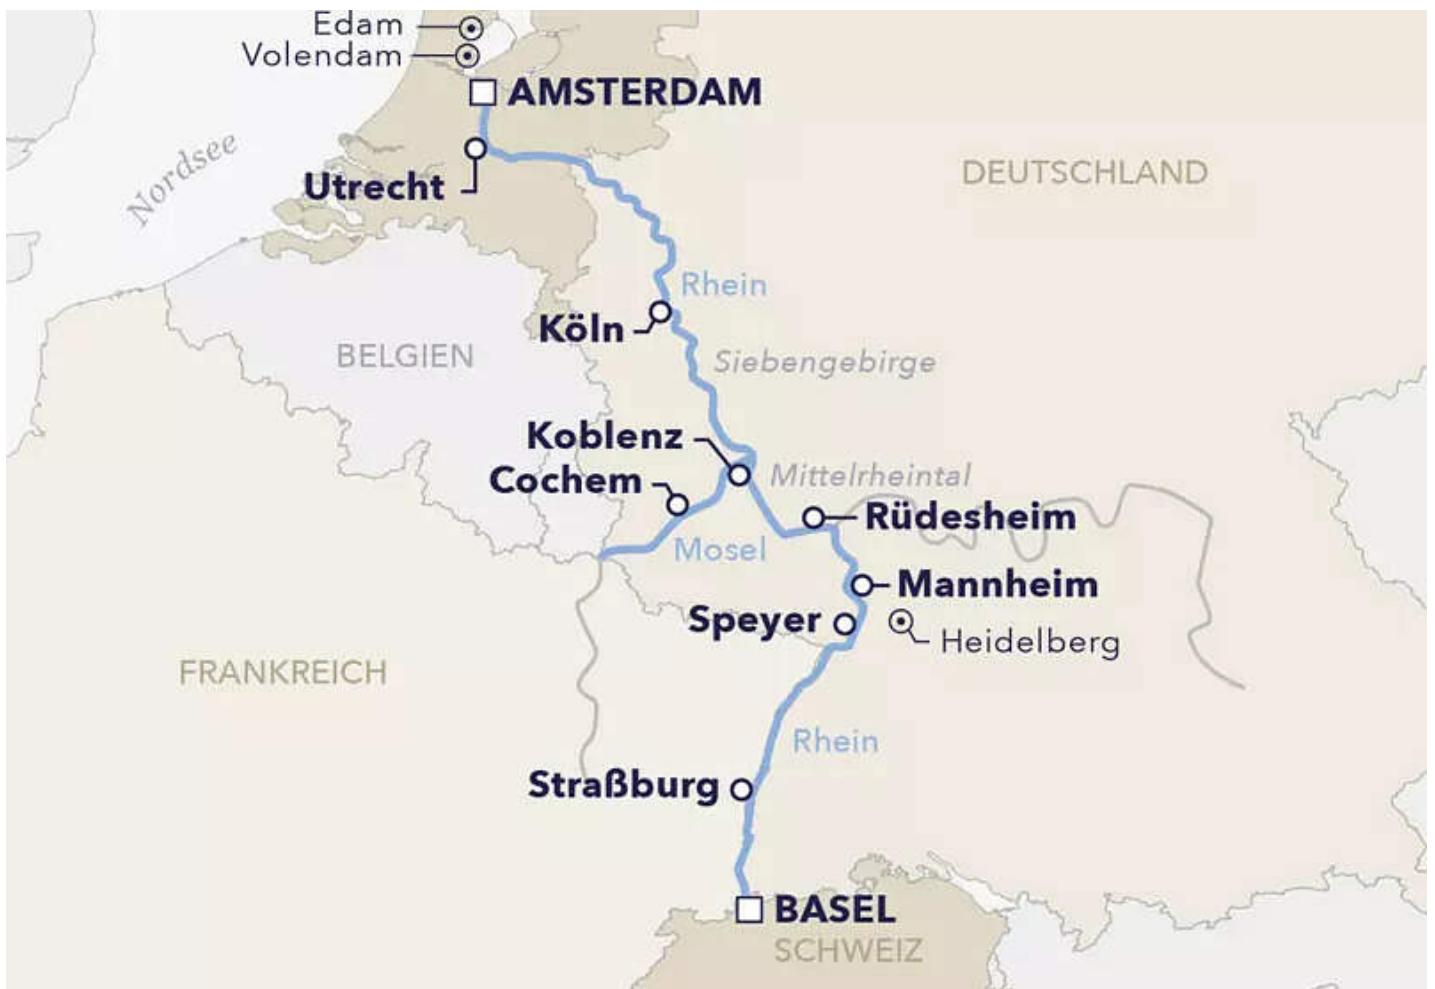 Edam
Volendam
AMSTERDAM
Nordsee
DEUTSCHLAND
Utrecht
Rhein
Köln
BELGIEN
Siebengebirge
Koblenz
Cochem
Mittelrheintal
Rüdesheim
Mosel
Mannheim
Speyer
Heidelberg
FRANKREICH
Rhein
Straßburg
BASEL
SCHWEIZ